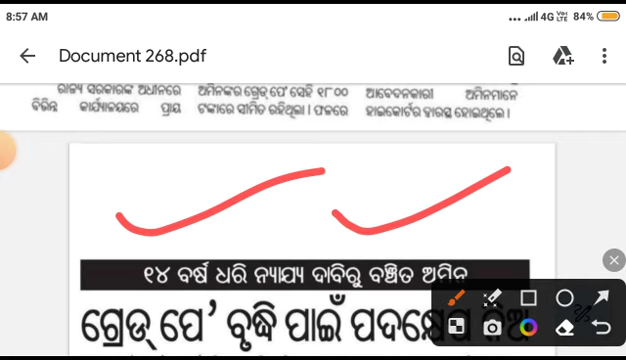 8:57 AM
4G 84%
Document 268.pdf
ରାଜ୍ୟ ସରକାରଙ୍କ ଅଧୀନରେ ଅମିନଙ୍କର ଗ୍ରେଡ୍ ପେ' ସେହି ୧୮୦୦ ଆବେଦନକାରୀ ଅମିନମାନେ
ବିଭିନ୍ନ କାର୍ଯ୍ୟାଳୟରେ ପ୍ରାୟ ଟଙ୍କାରେ ସୀମିତ ରହିଥିଲା । ଫଳରେ ହାଇକୋର୍ଟର ଦ୍ବାରସ୍ଥ ହୋଇଥିଲେ ।
୧୪ ବର୍ଷ ଧରି ନ୍ୟାଯ୍ୟ ଦାବିରୁ ବଞ୍ଚିତ ଅମିନ
ଗ୍ରେଡ୍ ପେ' ବୃଦ୍ଧି ପାଇଁ ପଦକ୍ଷେପ